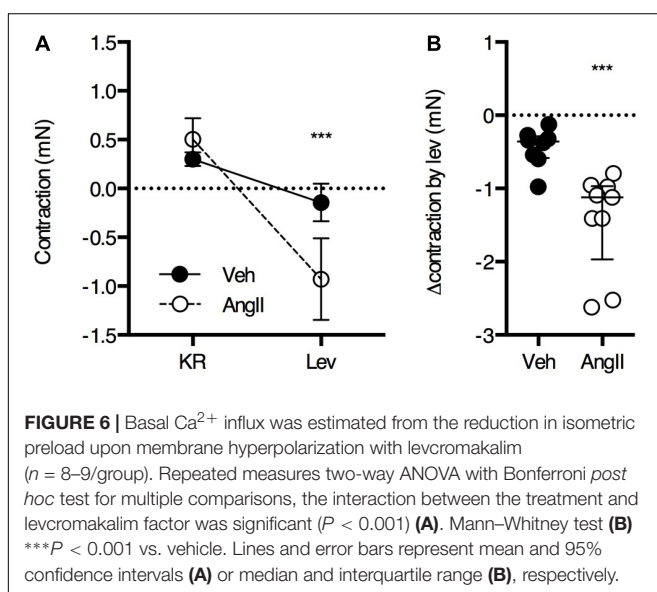 A
1.5
1.0
0.5
0.0
-0.5
-1.0
-1.5
Contraction (mN)
***
Veh
AngII
KR
Lev
B
1
0
-1
-2
-3
Δcontraction by lev (mN)
***
Veh
AngII
FIGURE 6 | Basal Ca2+ influx was estimated from the reduction in isometric
preload upon membrane hyperpolarization with levcromakalim
(n = 8–9/group). Repeated measures two-way ANOVA with Bonferroni post
hoc test for multiple comparisons, the interaction between the treatment and
levcromakalim factor was significant (P < 0.001) (A). Mann–Whitney test (B)
***P < 0.001 vs. vehicle. Lines and error bars represent mean and 95%
confidence intervals (A) or median and interquartile range (B), respectively.